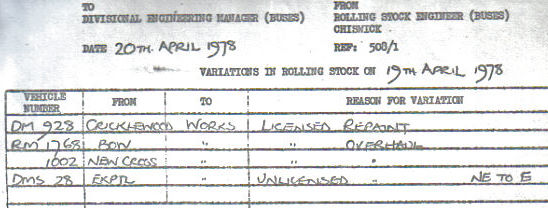 TO FROM
DIVISIONAL ENGINEERING MANAGER (BUSES) ROLLING STOCK ENGINEER (BUSES)
CHISWICK
DATE 20TH APRIL 1978 REF: 508/1
VARIATIONS IN ROLLING STOCK ON 19TH APRIL 1978
VEHICLE NUMBER FROM TO REASON FOR VARIATION
DM 928 CRICKLEWOOD WORKS LICENSED REPAINT
RM 1768 BOW " " OVERHAUL
1002 NEW CROSS " " "
DMS 28 EXPTL " UNLICENSED " NE TO E